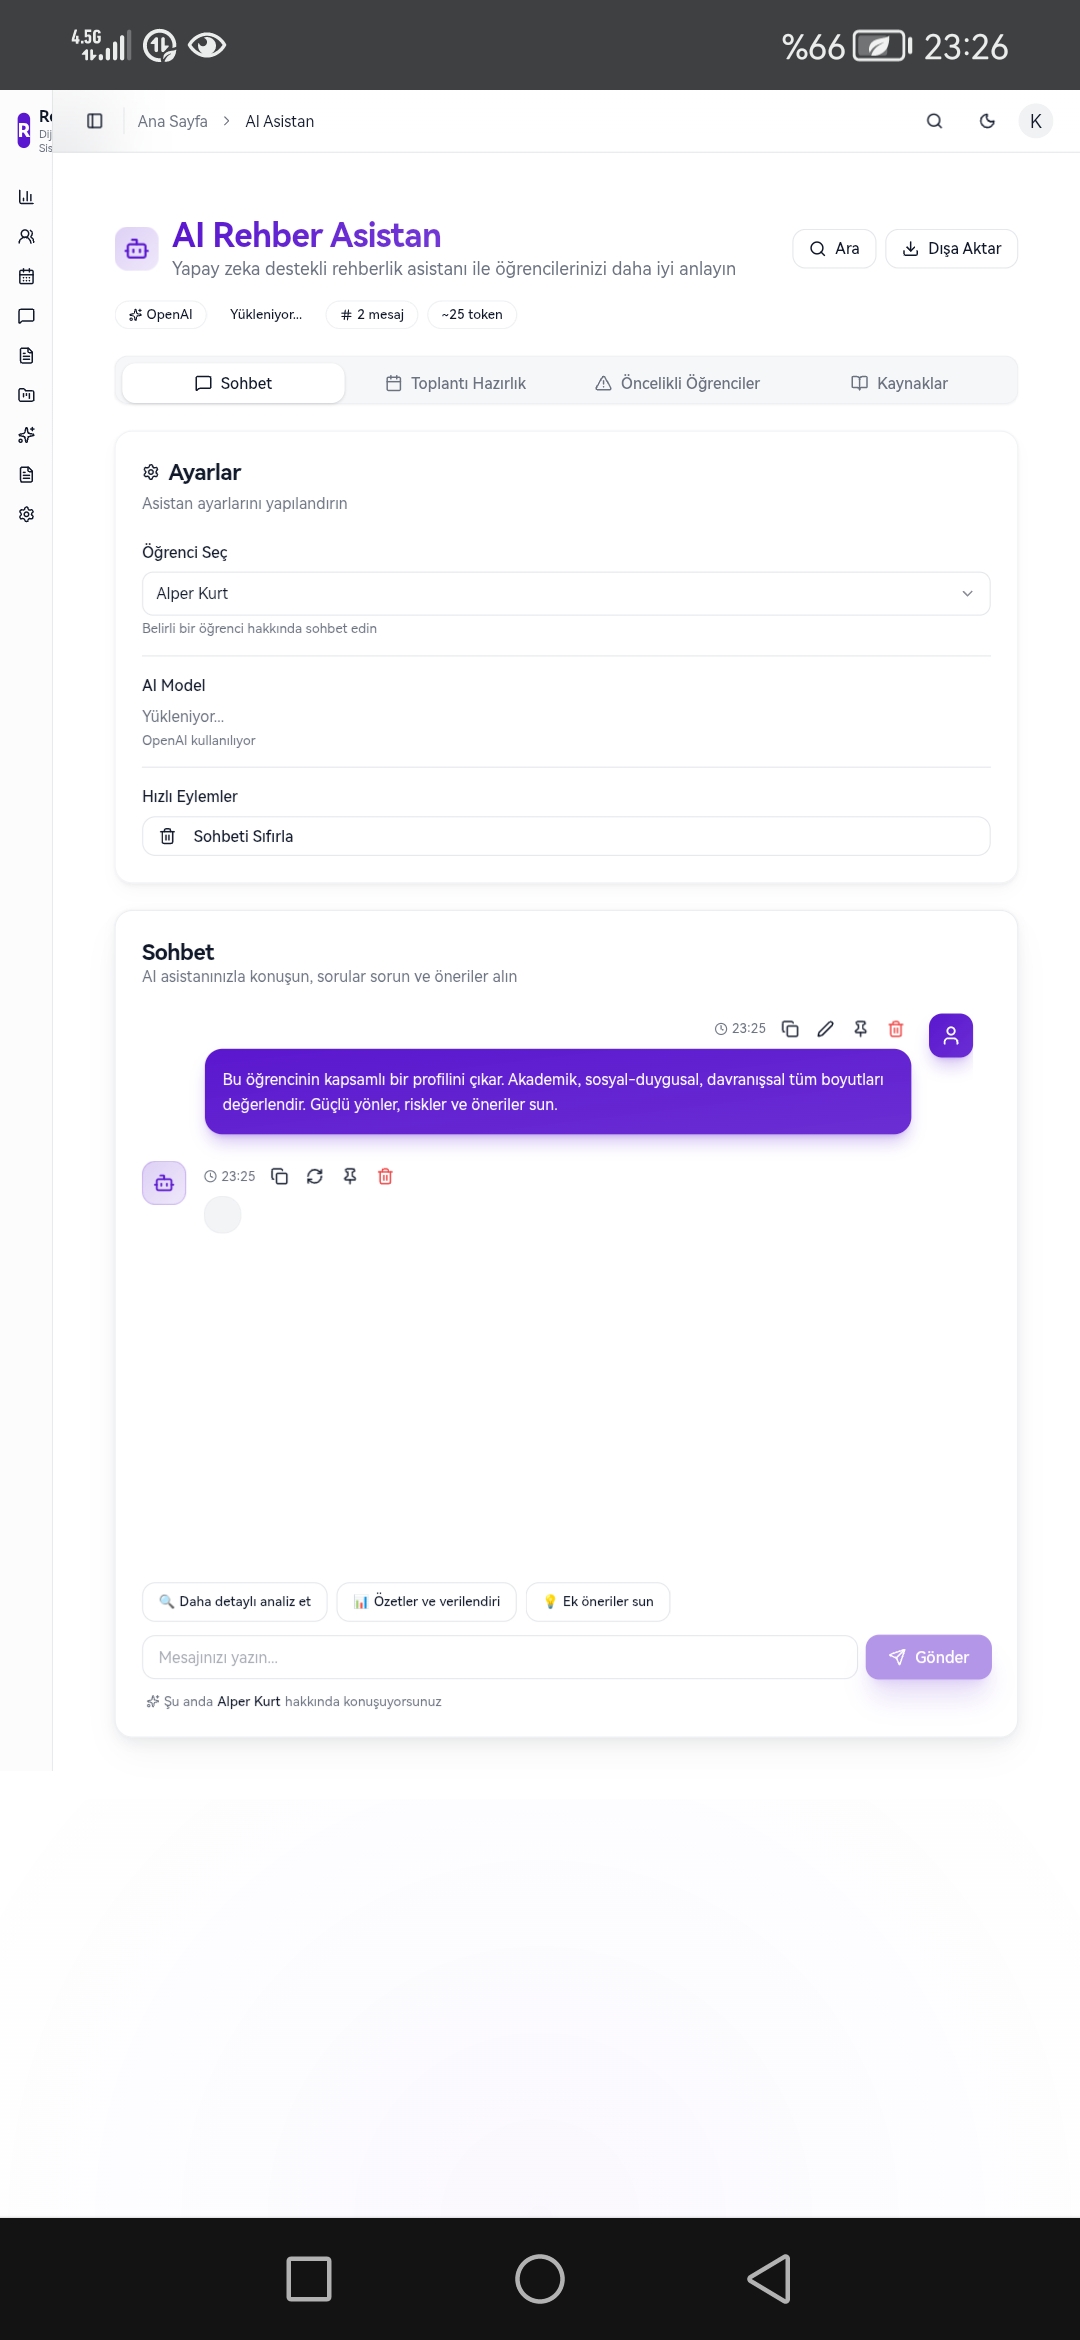 4.5G
%66 23:26
R
Re
Dij
Sis
Ana Sayfa > AI Asistan
K
AI Rehber Asistan
Yapay zeka destekli rehberlik asistanı ile öğrencilerinizi daha iyi anlayın
Ara
Dışa Aktar
OpenAI
Yükleniyor...
# 2 mesaj
~25 token
Sohbet
Toplantı Hazırlık
Öncelikli Öğrenciler
Kaynaklar
Ayarlar
Asistan ayarlarını yapılandırın
Öğrenci Seç
Alper Kurt
Belirli bir öğrenci hakkında sohbet edin
AI Model
Yükleniyor...
OpenAI kullanılıyor
Hızlı Eylemler
Sohbeti Sıfırla
Sohbet
AI asistanınızla konuşun, sorular sorun ve öneriler alın
23:25
Bu öğrencinin kapsamlı bir profilini çıkar. Akademik, sosyal-duygusal, davranışsal tüm boyutları
değerlendir. Güçlü yönler, riskler ve öneriler sun.
23:25
🔍 Daha detaylı analiz et
📊 Özetler ve verilendiri
💡 Ek öneriler sun
Mesajınızı yazın...
Gönder
Şu anda Alper Kurt hakkında konuşuyorsunuz